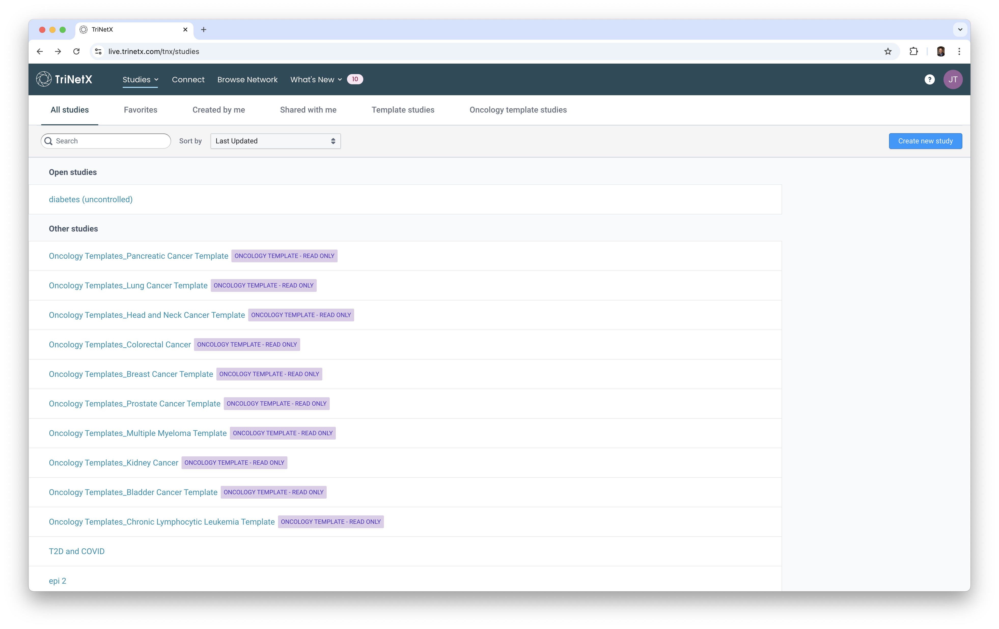 TriNetX
live.trinetx.com/tnx/studies
TriNetX Studies Connect Browse Network What's New 10 ? JT
All studies Favorites Created by me Shared with me Template studies Oncology template studies
Search Sort by Last Updated Create new study
Open studies
diabetes (uncontrolled)
Other studies
Oncology Templates_Pancreatic Cancer Template ONCOLOGY TEMPLATE - READ ONLY
Oncology Templates_Lung Cancer Template ONCOLOGY TEMPLATE - READ ONLY
Oncology Templates_Head and Neck Cancer Template ONCOLOGY TEMPLATE - READ ONLY
Oncology Templates_Colorectal Cancer ONCOLOGY TEMPLATE - READ ONLY
Oncology Templates_Breast Cancer Template ONCOLOGY TEMPLATE - READ ONLY
Oncology Templates_Prostate Cancer Template ONCOLOGY TEMPLATE - READ ONLY
Oncology Templates_Multiple Myeloma Template ONCOLOGY TEMPLATE - READ ONLY
Oncology Templates_Kidney Cancer ONCOLOGY TEMPLATE - READ ONLY
Oncology Templates_Bladder Cancer Template ONCOLOGY TEMPLATE - READ ONLY
Oncology Templates_Chronic Lymphocytic Leukemia Template ONCOLOGY TEMPLATE - READ ONLY
T2D and COVID
epi 2